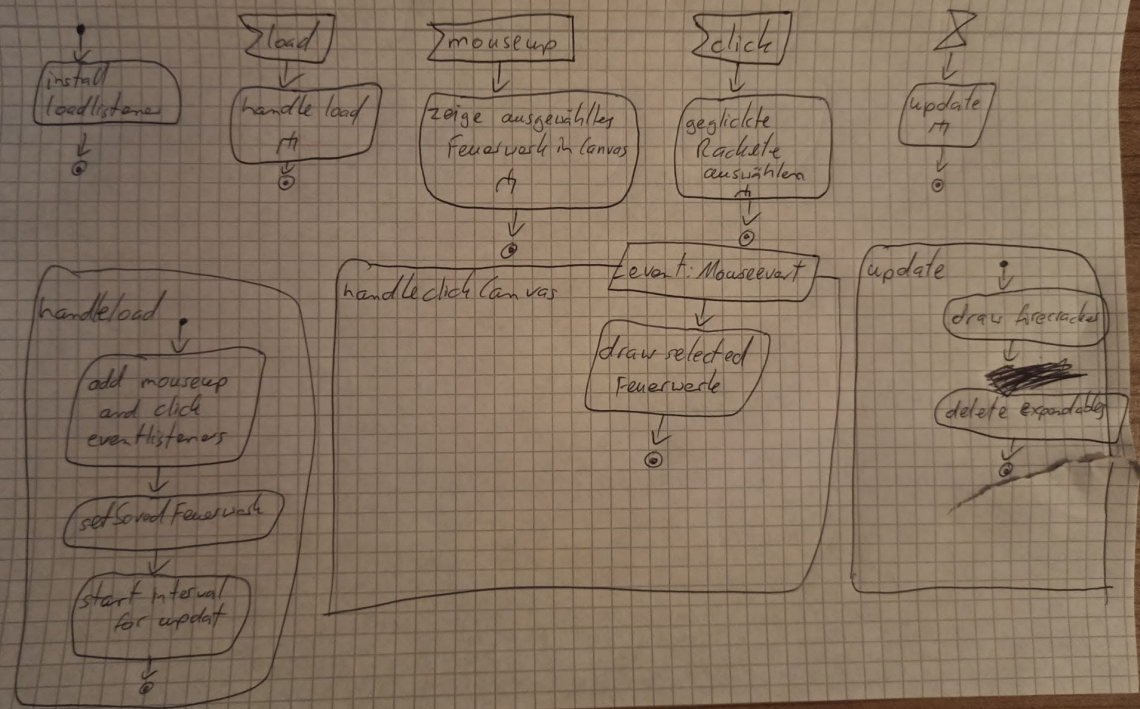 install
loadlistener
load
handle load
mouseup
zeige ausgewähltes
Feuerwerk in Canvas
click
geglickte
Rackete
auswählen
update
handleload
add mouseup
and click
eventlisteners
setSavedFeuerwerk
start interval
for updat
handleclickCanvas
event: Mouseevent
draw selected
Feuerwerk
update
draw firecracker
delete expandables